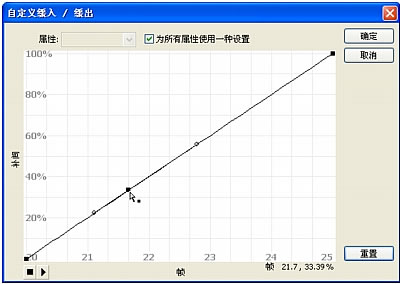 自定义缓入 / 缓出
属性:
为所有属性使用一种设置
确定
取消
100%
80%
60%
40%
20%
补间
20
21
22
23
24
25
帧
帧 21.7, 33.39 %
重置